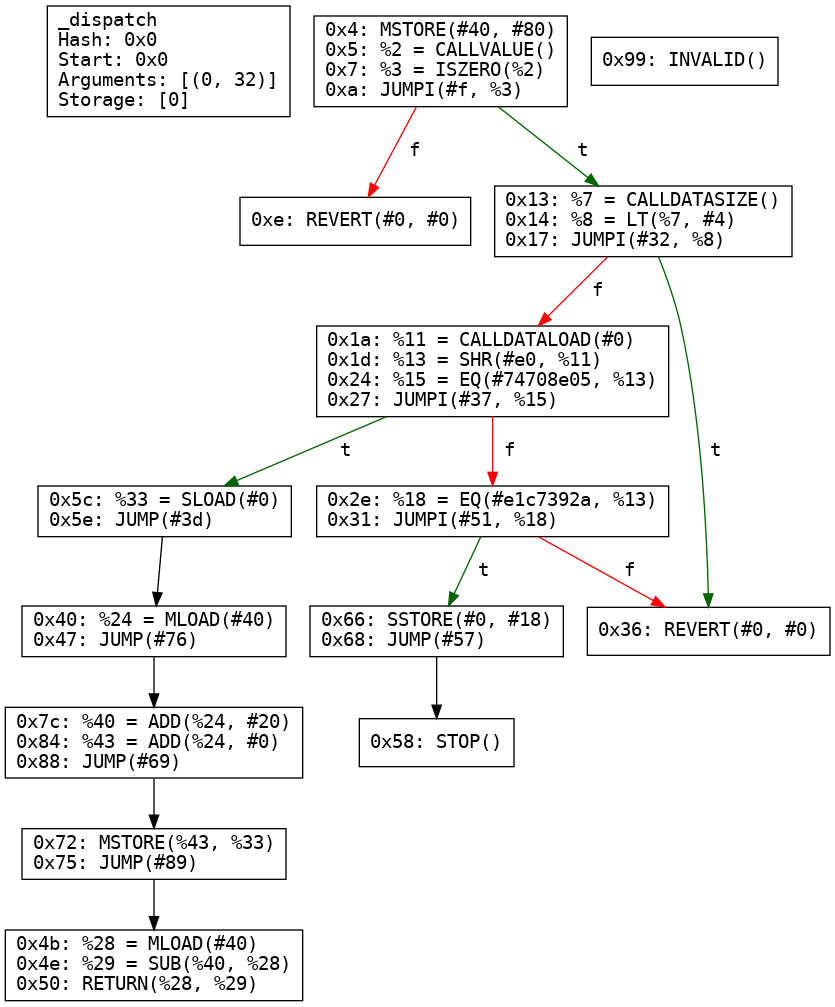 _dispatch
Hash: 0x0
Start: 0x0
Arguments: [(0, 32)]
Storage: [0]
0x4: MSTORE(#40, #80)
0x5: %2 = CALLVALUE()
0x7: %3 = ISZERO(%2)
0xa: JUMPI(#f, %3)
0x99: INVALID()
f
t
0xe: REVERT(#0, #0)
0x13: %7 = CALLDATASIZE()
0x14: %8 = LT(%7, #4)
0x17: JUMPI(#32, %8)
f
0x1a: %11 = CALLDATALOAD(#0)
0x1d: %13 = SHR(#e0, %11)
0x24: %15 = EQ(#74708e05, %13)
0x27: JUMPI(#37, %15)
t
f
t
0x5c: %33 = SLOAD(#0)
0x5e: JUMP(#3d)
0x2e: %18 = EQ(#e1c7392a, %13)
0x31: JUMPI(#51, %18)
t
f
0x40: %24 = MLOAD(#40)
0x47: JUMP(#76)
0x66: SSTORE(#0, #18)
0x68: JUMP(#57)
0x36: REVERT(#0, #0)
0x7c: %40 = ADD(%24, #20)
0x84: %43 = ADD(%24, #0)
0x88: JUMP(#69)
0x58: STOP()
0x72: MSTORE(%43, %33)
0x75: JUMP(#89)
0x4b: %28 = MLOAD(#40)
0x4e: %29 = SUB(%40, %28)
0x50: RETURN(%28, %29)